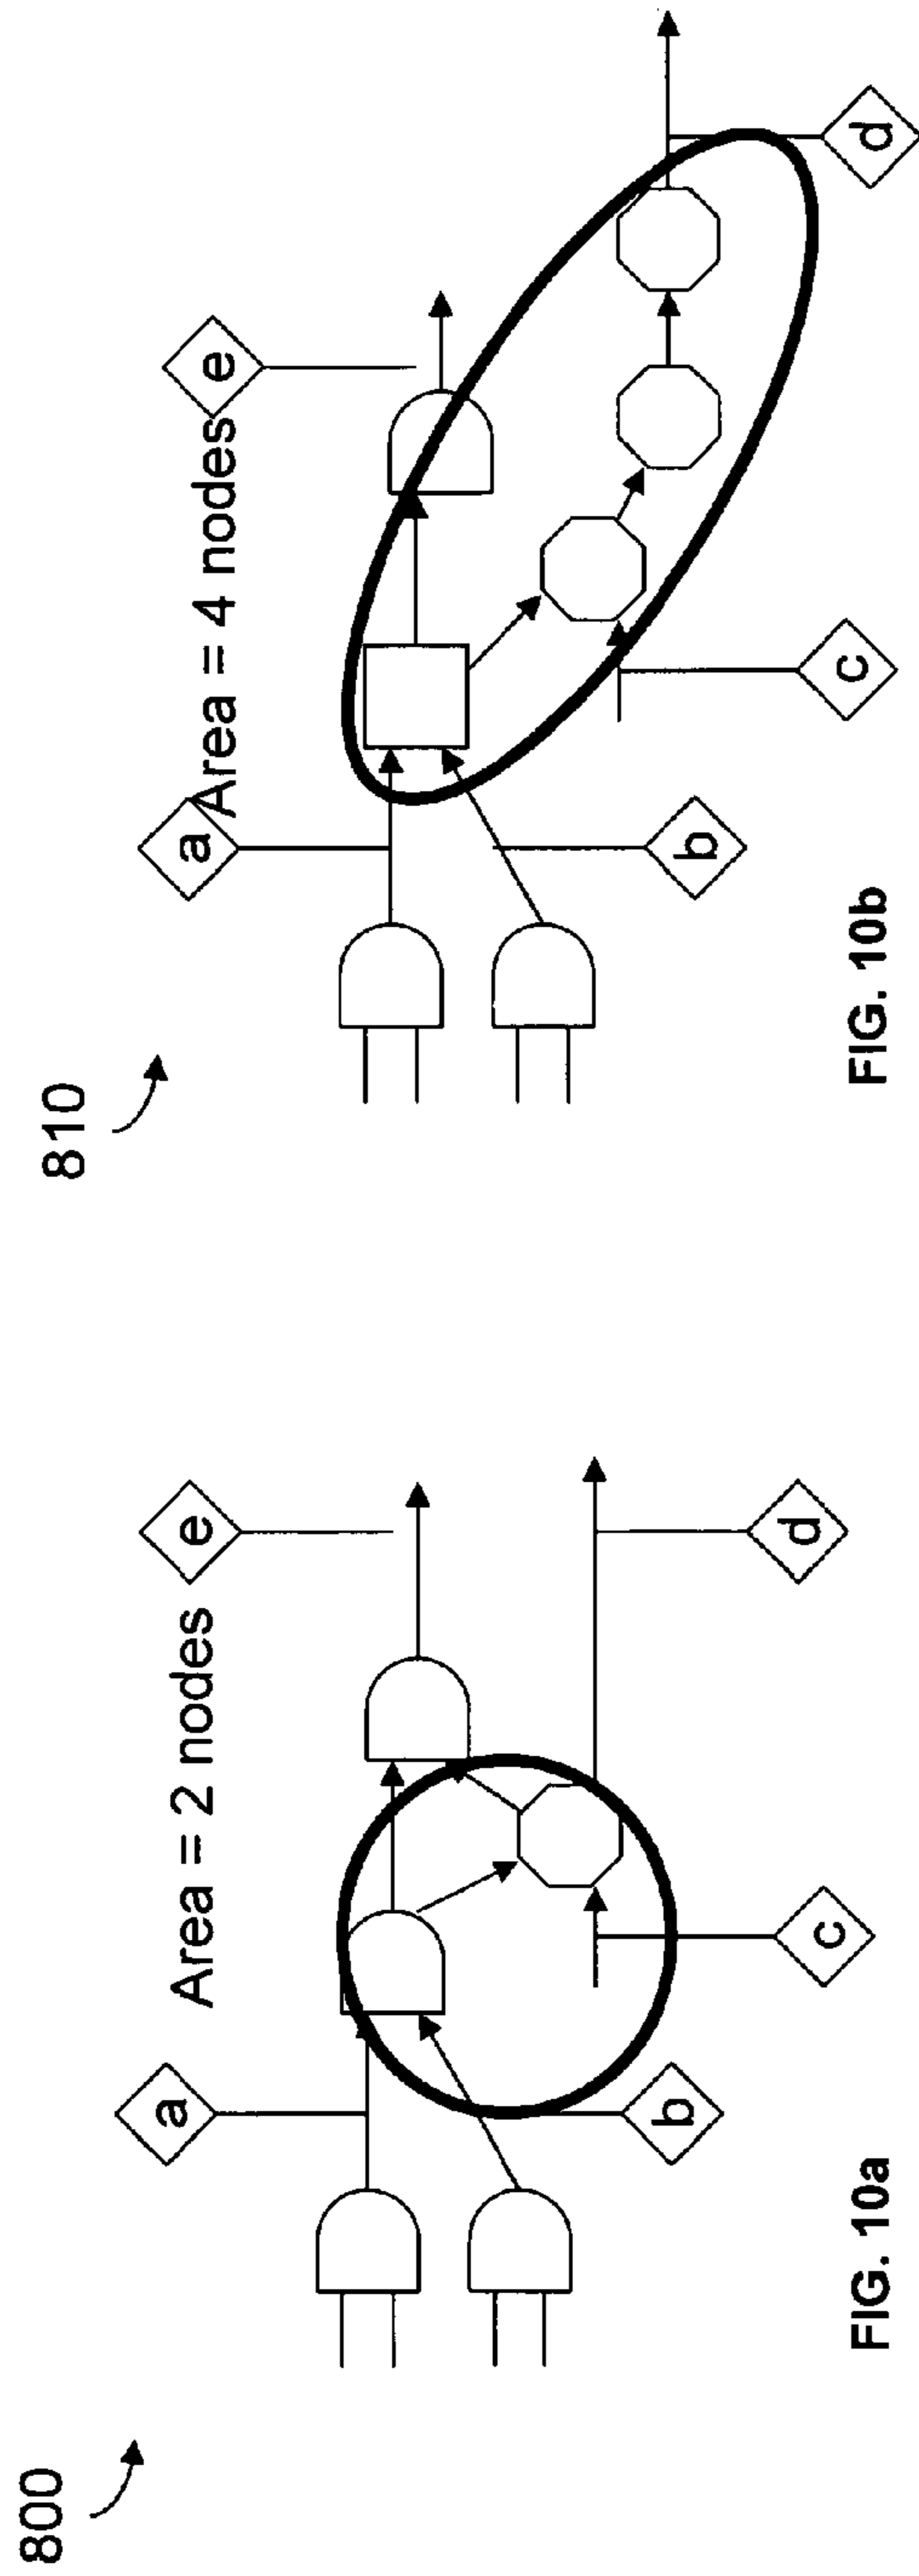 800
Area = 2 nodes
e
a
b
c
d
FIG. 10a
810
Area = 4 nodes
e
a
b
c
d
FIG. 10b